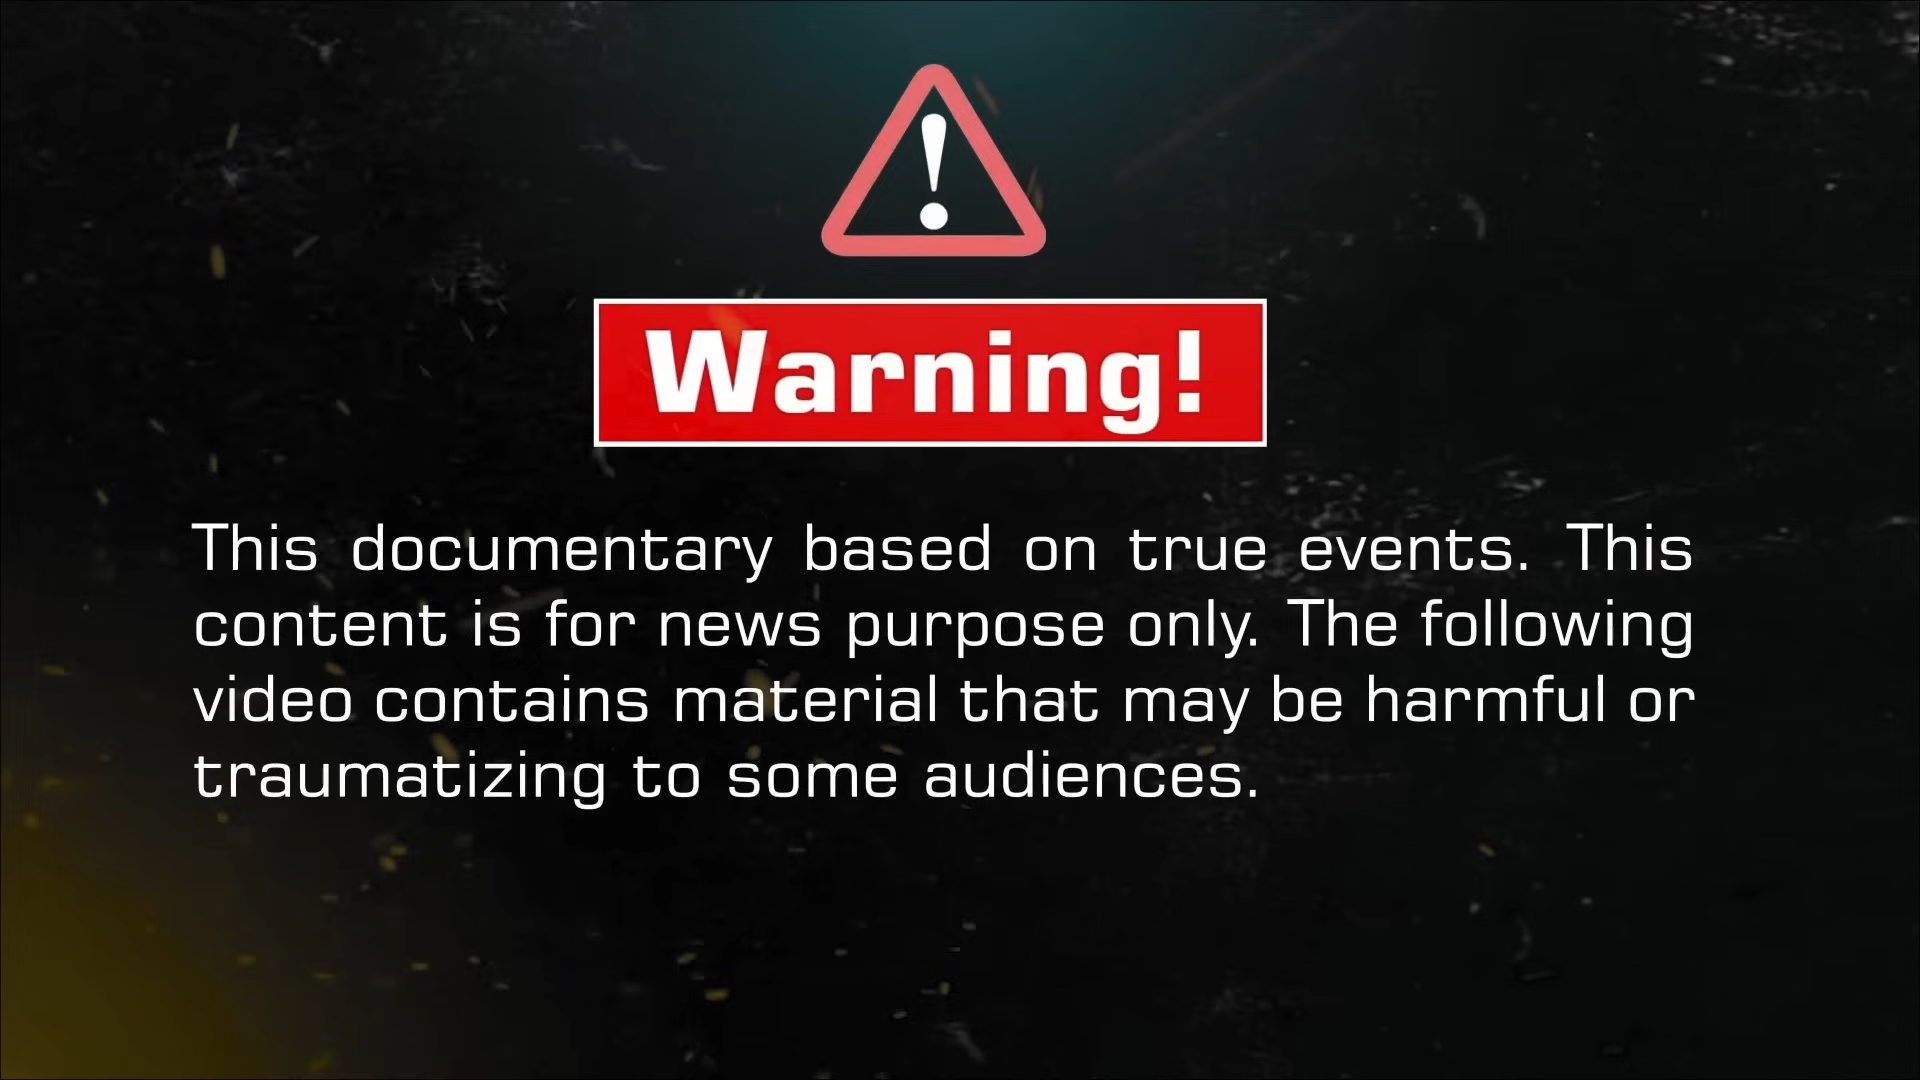 Warning!
This documentary based on true events. This
content is for news purpose only. The following
video contains material that may be harmful or
traumatizing to some audiences.